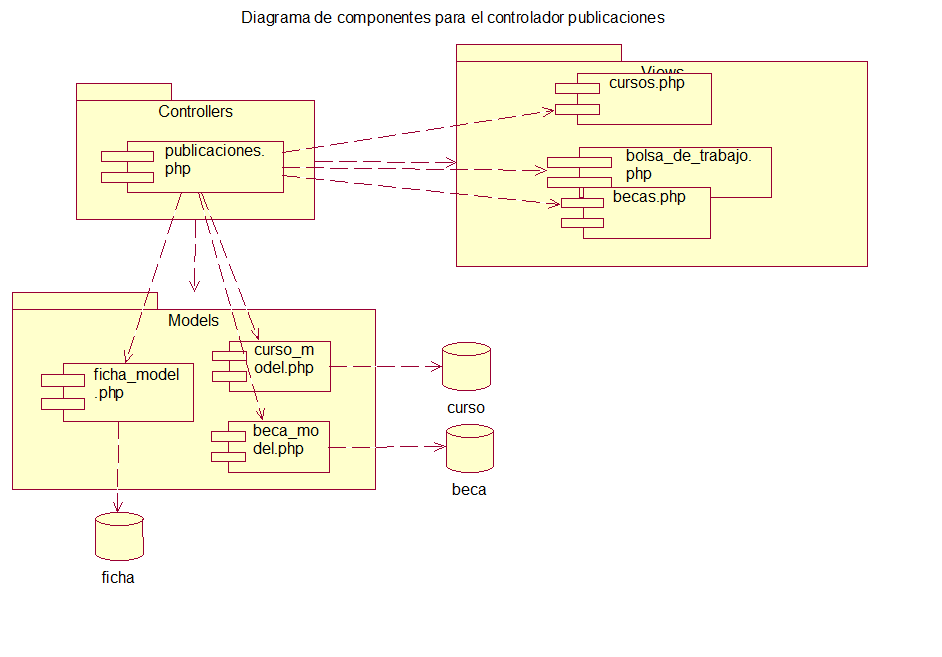 Diagrama de componentes para el controlador publicaciones
Controllers
publicaciones.
php
Views
cursos.php
bolsa_de_trabajo.
php
becas.php
Models
ficha_model
.php
curso_m
odel.php
beca_mo
del.php
curso
beca
ficha